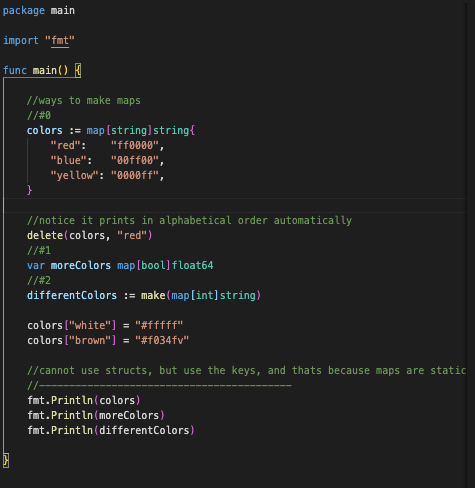 package main
import "fmt"
func main() {
//ways to make maps
//#0
colors := map[string]string{
"red": "ff0000",
"blue": "00ff00",
"yellow": "0000ff",
}
//notice it prints in alphabetical order automatically
delete(colors, "red")
//#1
var moreColors map[bool]float64
//#2
differentColors := make(map[int]string)
colors["white"] = "#fffff"
colors["brown"] = "#f034fv"
//cannot use structs, but use the keys, and thats because maps are static
//------------------------------------------
fmt.Println(colors)
fmt.Println(moreColors)
fmt.Println(differentColors)
}